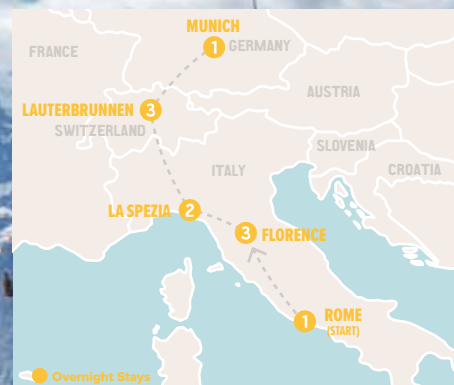 MUNICH
1
GERMANY
FRANCE
AUSTRIA
LAUTERBRUNNEN 3
SWITZERLAND
SLOVENIA
ITALY
CROATIA
LA SPEZIA 2
3 FLORENCE
1 ROME
(START)
Overnight Stays